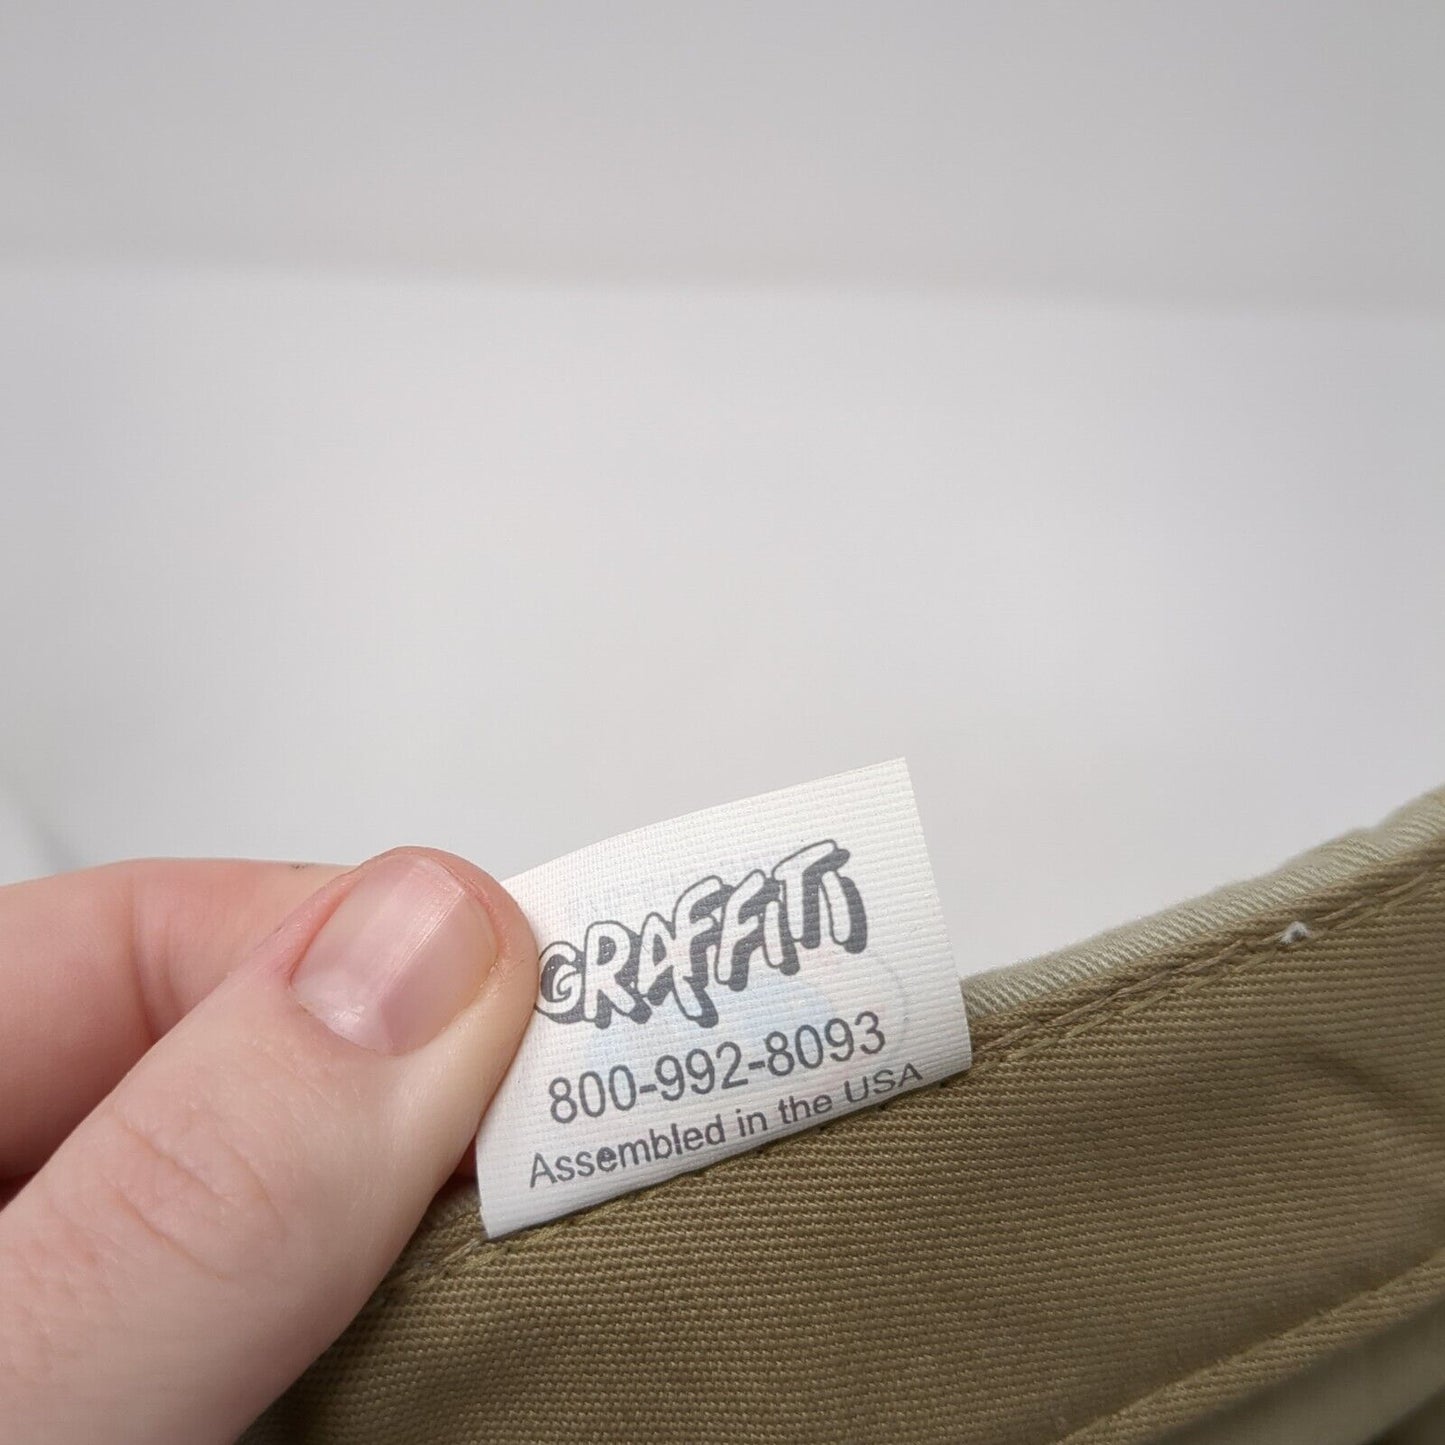 GRAFFITI
800-992-8093
Assembled in the USA